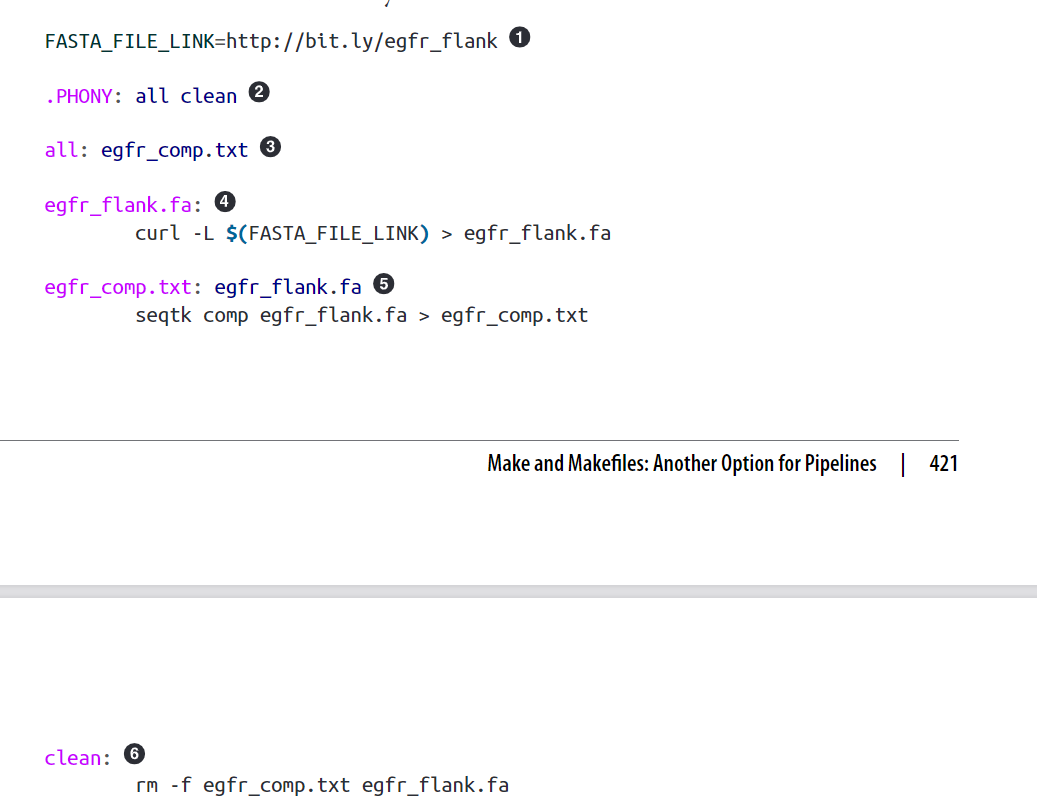 FASTA_FILE_LINK=http://bit.ly/egfr_flank ❶
.PHONY: all clean ❷
all: egfr_comp.txt ❸
egfr_flank.fa: ❹
curl -L $(FASTA_FILE_LINK) > egfr_flank.fa
egfr_comp.txt: egfr_flank.fa ❺
seqtk comp egfr_flank.fa > egfr_comp.txt
Make and Makefiles: Another Option for Pipelines | 421
clean: ❻
rm -f egfr_comp.txt egfr_flank.fa